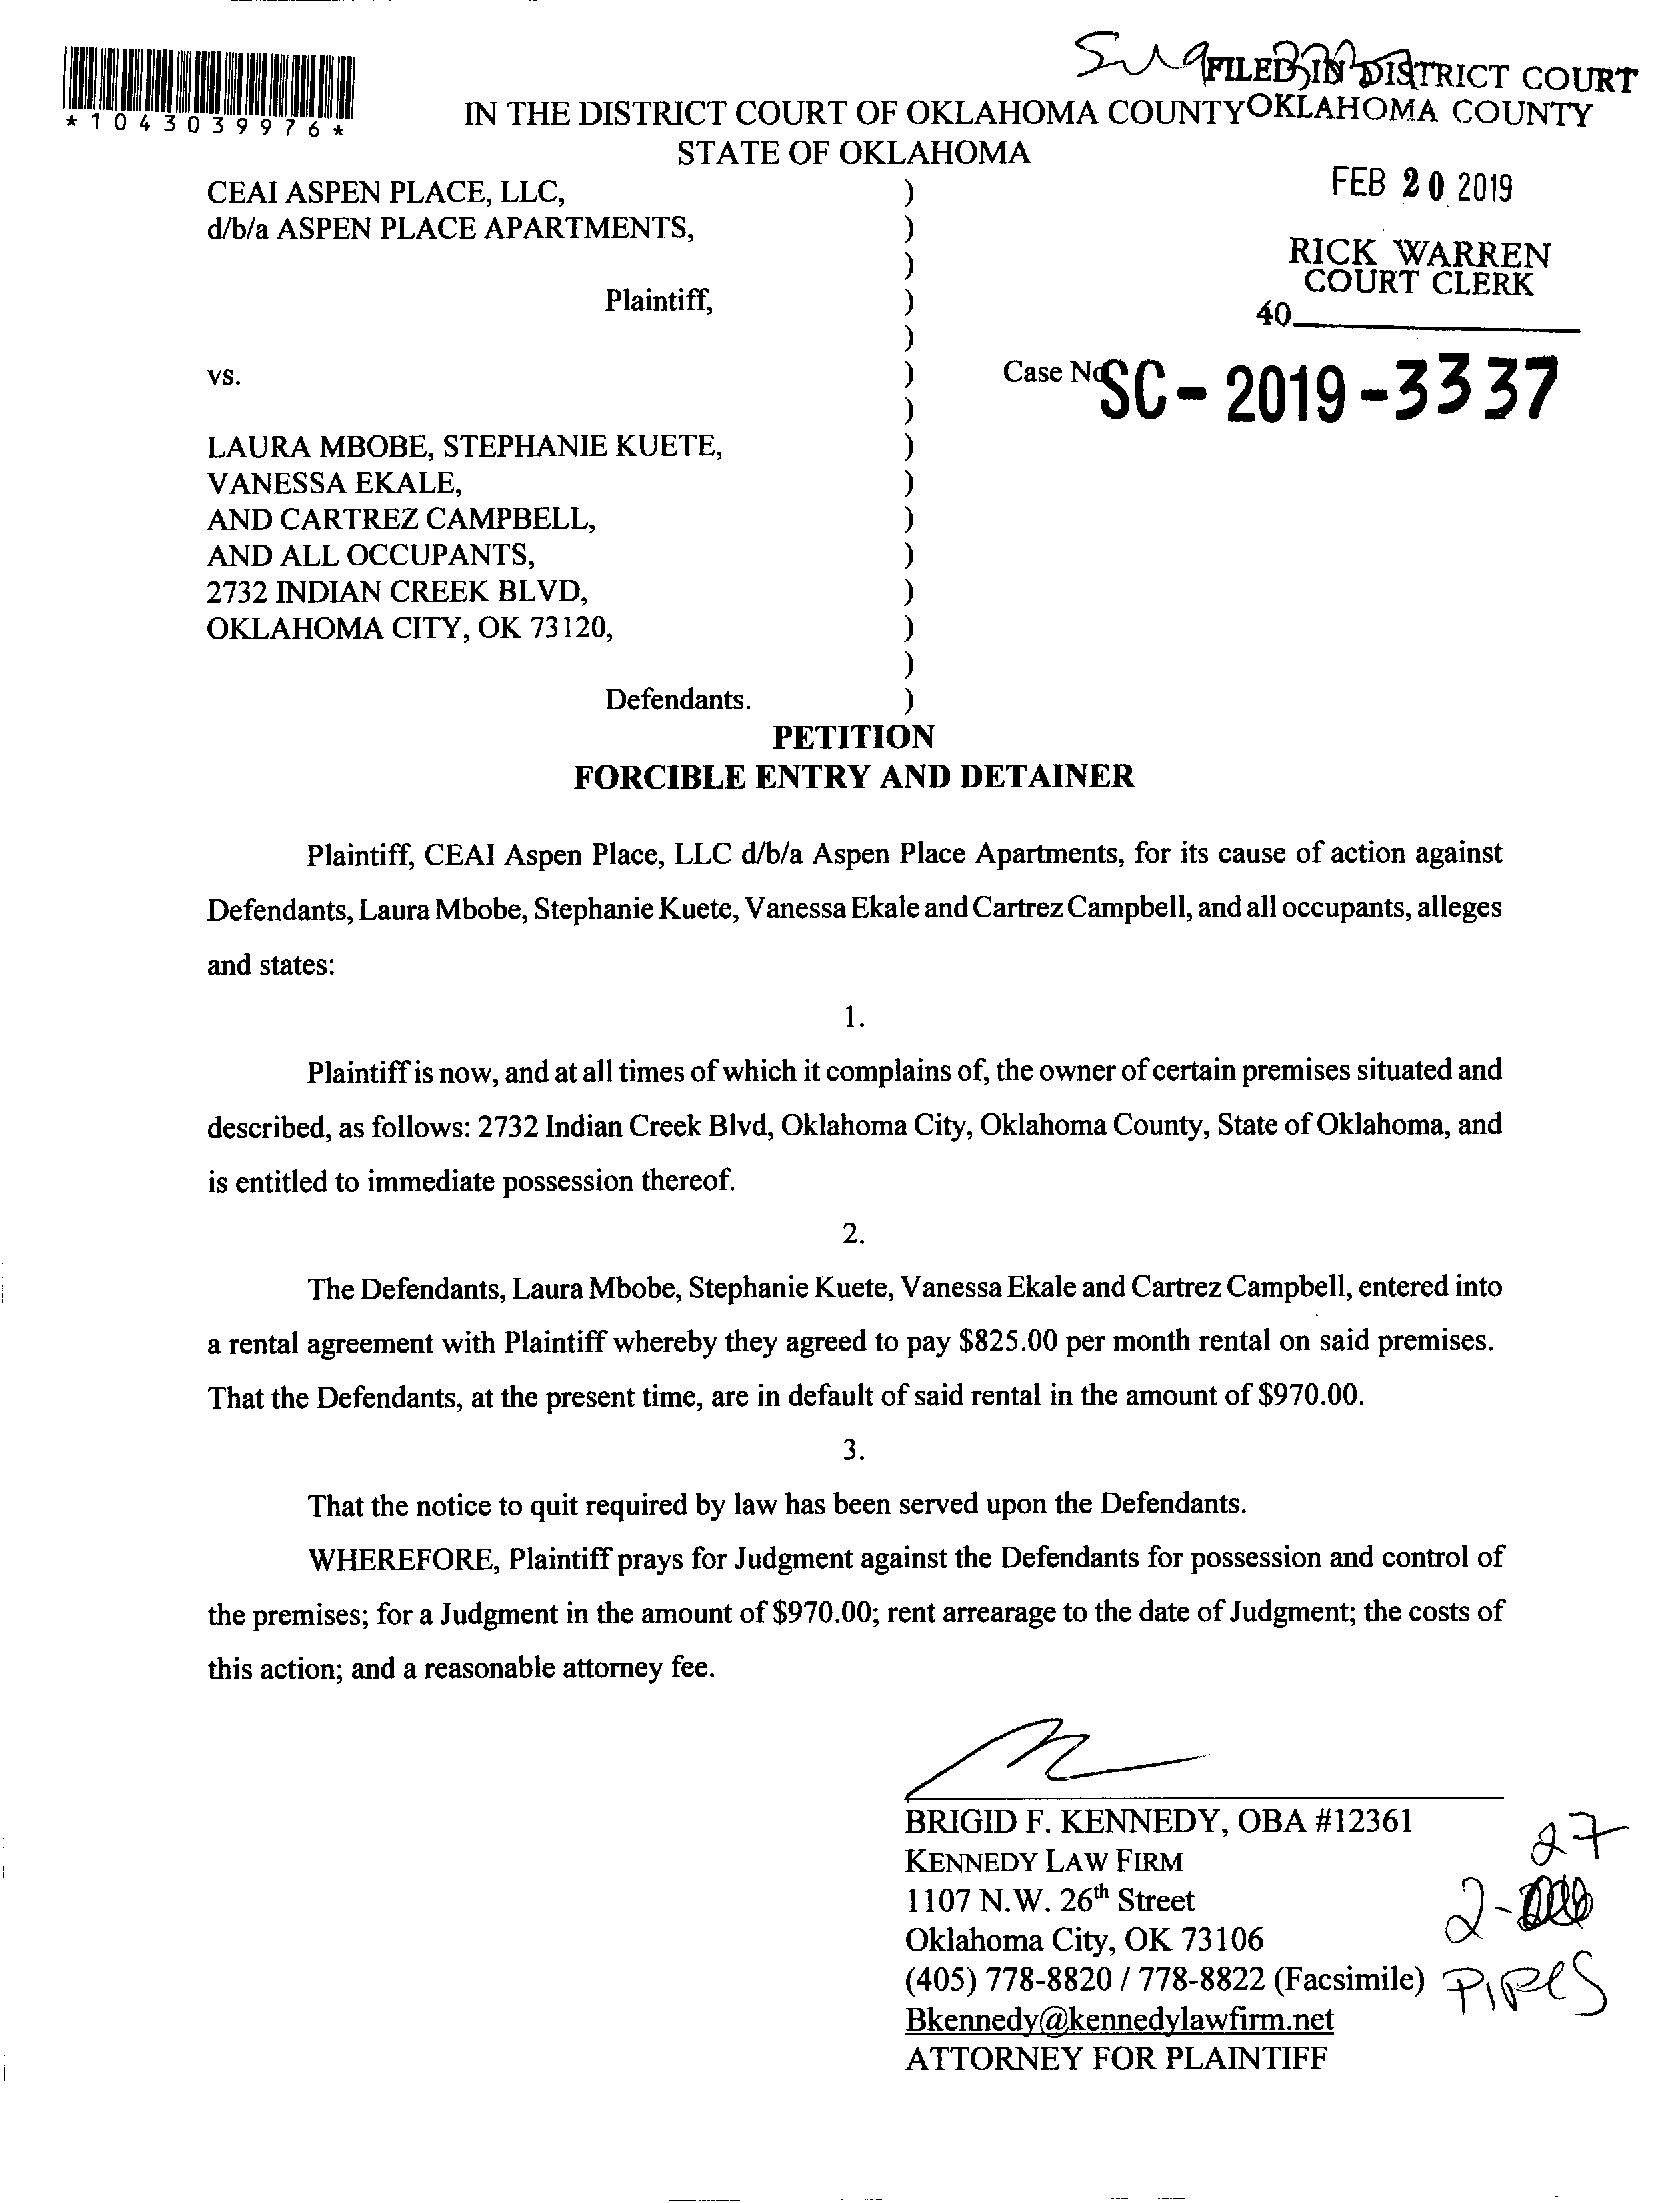 FILED IN DISTRICT COURT
*1043039976*
IN THE DISTRICT COURT OF OKLAHOMA COUNTY OKLAHOMA COUNTY
STATE OF OKLAHOMA
CEAI ASPEN PLACE, LLC, )
FEB 20 2019
d/b/a ASPEN PLACE APARTMENTS, )
)
RICK WARREN
COURT CLERK
Plaintiff, )
40
)
vs. ) Case No SC-2019-3337
)
LAURA MBOBE, STEPHANIE KUETE, )
VANESSA EKALE, )
AND CARTREZ CAMPBELL, )
AND ALL OCCUPANTS, )
2732 INDIAN CREEK BLVD, )
OKLAHOMA CITY, OK 73120, )
)
Defendants. )
PETITION
FORCIBLE ENTRY AND DETAINER
Plaintiff, CEAI Aspen Place, LLC d/b/a Aspen Place Apartments, for its cause of action against
Defendants, Laura Mbobe, Stephanie Kuete, Vanessa Ekale and Cartrez Campbell, and all occupants, alleges
and states:
1.
Plaintiff is now, and at all times of which it complains of, the owner of certain premises situated and
described, as follows: 2732 Indian Creek Blvd, Oklahoma City, Oklahoma County, State of Oklahoma, and
is entitled to immediate possession thereof.
2.
The Defendants, Laura Mbobe, Stephanie Kuete, Vanessa Ekale and Cartrez Campbell, entered into
a rental agreement with Plaintiff whereby they agreed to pay $825.00 per month rental on said premises.
That the Defendants, at the present time, are in default of said rental in the amount of $970.00.
3.
That the notice to quit required by law has been served upon the Defendants.
WHEREFORE, Plaintiff prays for Judgment against the Defendants for possession and control of
the premises; for a Judgment in the amount of $970.00; rent arrearage to the date of Judgment; the costs of
this action; and a reasonable attorney fee.
BRIGID F. KENNEDY, OBA #12361
KENNEDY LAW FIRM
27
1107 N.W. 26th Street
2-
Oklahoma City, OK 73106
(405) 778-8820 / 778-8822 (Facsimile)
PIPES
Bkennedy@kennedylawfirm.net
ATTORNEY FOR PLAINTIFF